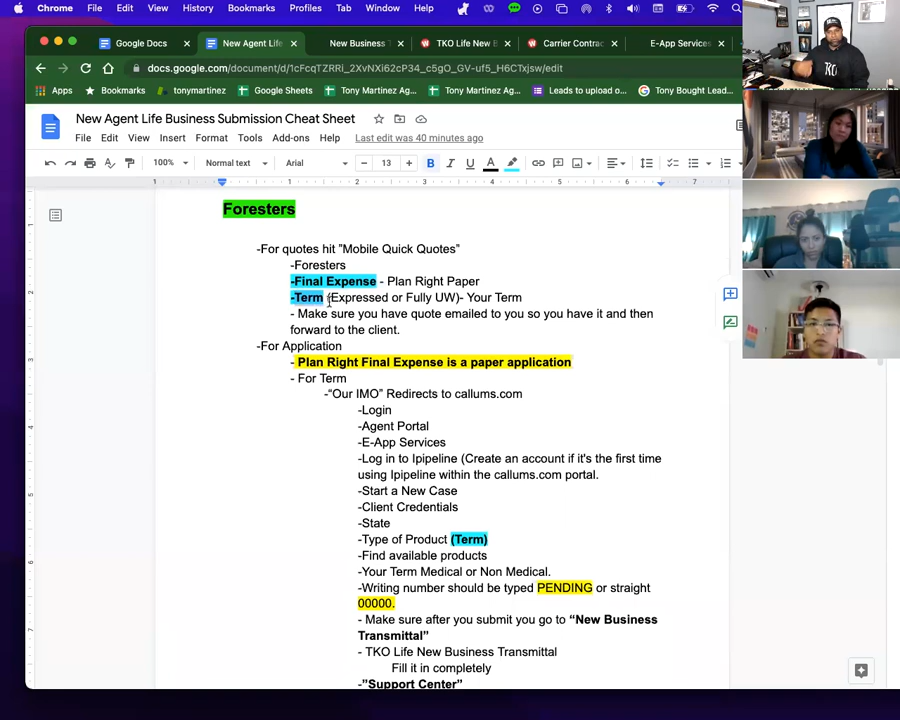 Chrome File Edit View History Bookmarks Profiles Tab Window Help
Google Docs × New Agent Life × New Business T × TKO Life New B × Carrier Contrac × E-App Services ×
docs.google.com/document/d/1cFcqTZRRi_2XvNXi62cP34_c5gO_GV-uf5_H6CTxjsw/edit
Apps Bookmarks tonymartinez Google Sheets Tony Martinez Ag... Tony Martinez Ag... Leads to upload o... Tony Bought Lead...
New Agent Life Business Submission Cheat Sheet
File Edit View Insert Format Tools Add-ons Help Last edit was 40 minutes ago
100% Normal text Arial − 13 + B I U A
1 1 2 3 4 5 6 7
Foresters
-For quotes hit "Mobile Quick Quotes"
-Foresters
-Final Expense - Plan Right Paper
-Term (Expressed or Fully UW)- Your Term
- Make sure you have quote emailed to you so you have it and then
forward to the client.
-For Application
- Plan Right Final Expense is a paper application
- For Term
-“Our IMO” Redirects to callums.com
-Login
-Agent Portal
-E-App Services
-Log in to Ipipeline (Create an account if it's the first time
using Ipipeline within the callums.com portal.
-Start a New Case
-Client Credentials
-State
-Type of Product (Term)
-Find available products
-Your Term Medical or Non Medical.
-Writing number should be typed PENDING or straight
00000.
- Make sure after you submit you go to “New Business
Transmittal”
- TKO Life New Business Transmittal
Fill it in completely
-”Support Center”